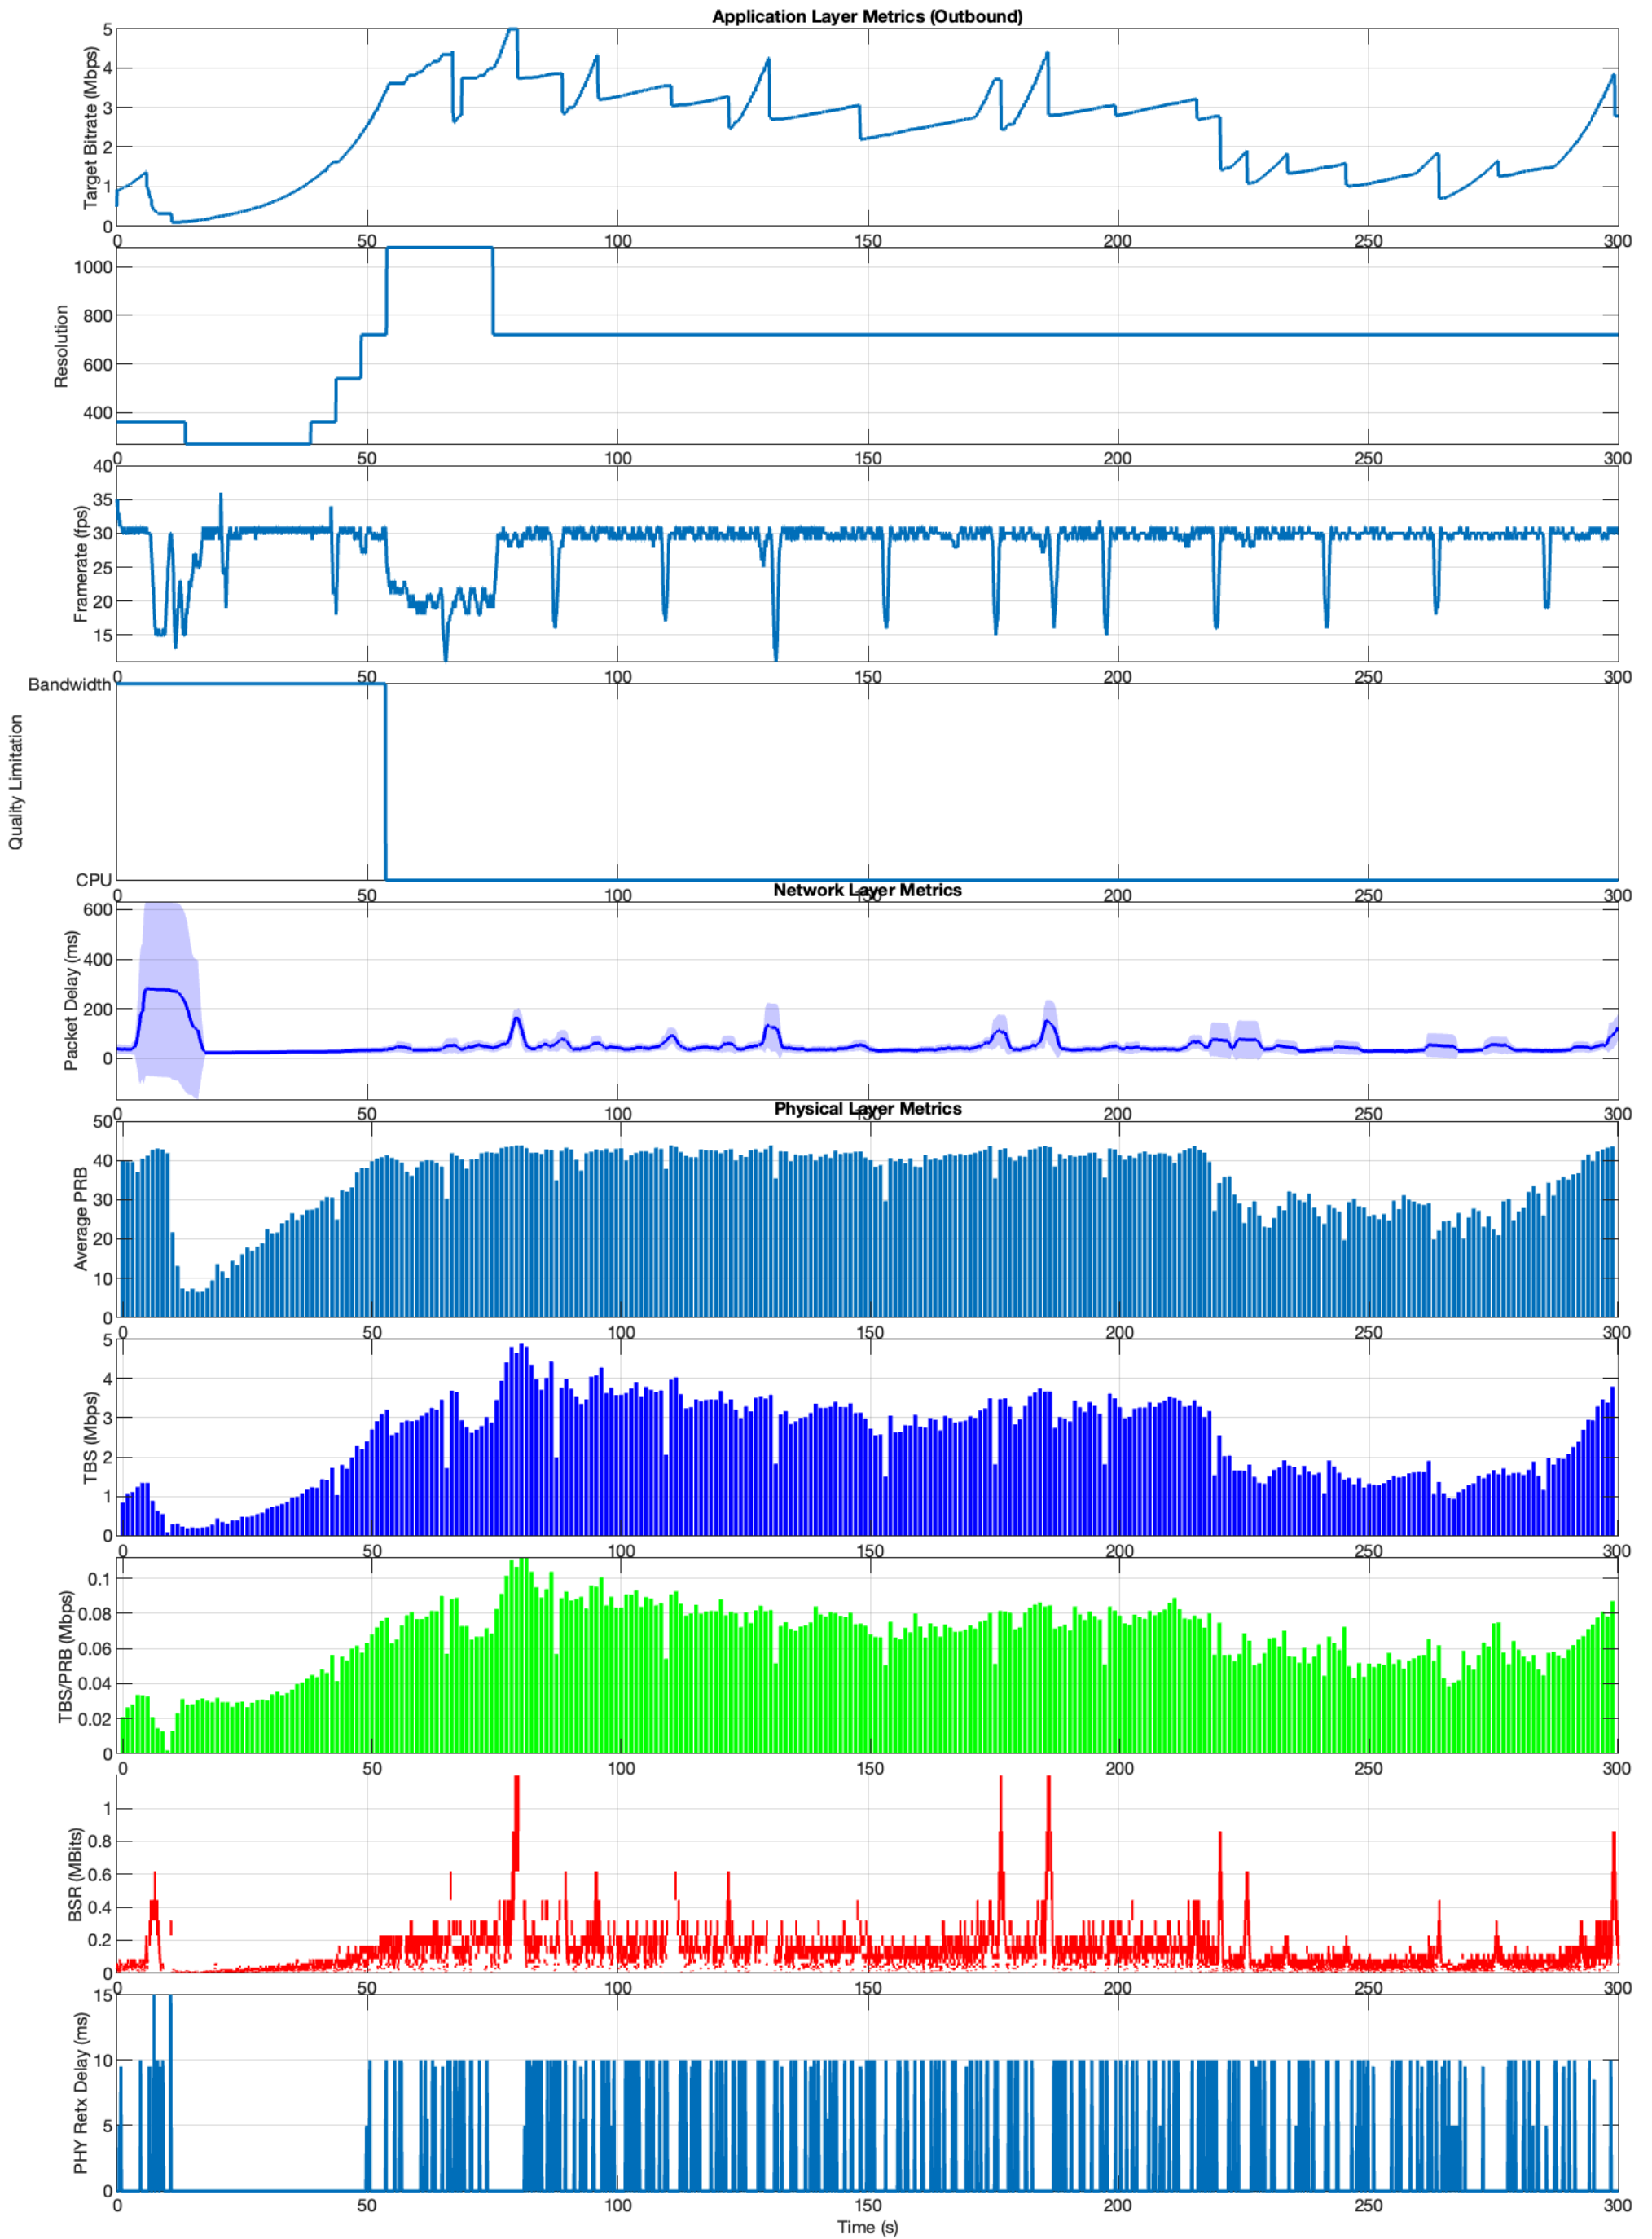 Application Layer Metrics (Outbound)
Target Bitrate (Mbps)
5
4
3
2
1
0
0 50 100 150 200 250 300
Resolution
1000
800
600
400
0 50 100 150 200 250 300
Framerate (fps)
40
35
30
25
20
15
0 50 100 150 200 250 300
Quality Limitation
Bandwidth
CPU
0 50 100 150 200 250 300
Network Layer Metrics
Packet Delay (ms)
600
400
200
0
0 50 100 150 200 250 300
Physical Layer Metrics
Average PRB
50
40
30
20
10
0
0 50 100 150 200 250 300
TBS (Mbps)
5
4
3
2
1
0
0 50 100 150 200 250 300
TBS/PRB (Mbps)
0.1
0.08
0.06
0.04
0.02
0
0 50 100 150 200 250 300
BSR (MBits)
1
0.8
0.6
0.4
0.2
0
0 50 100 150 200 250 300
PHY Retx Delay (ms)
15
10
5
0
0 50 100 150 200 250 300
Time (s)